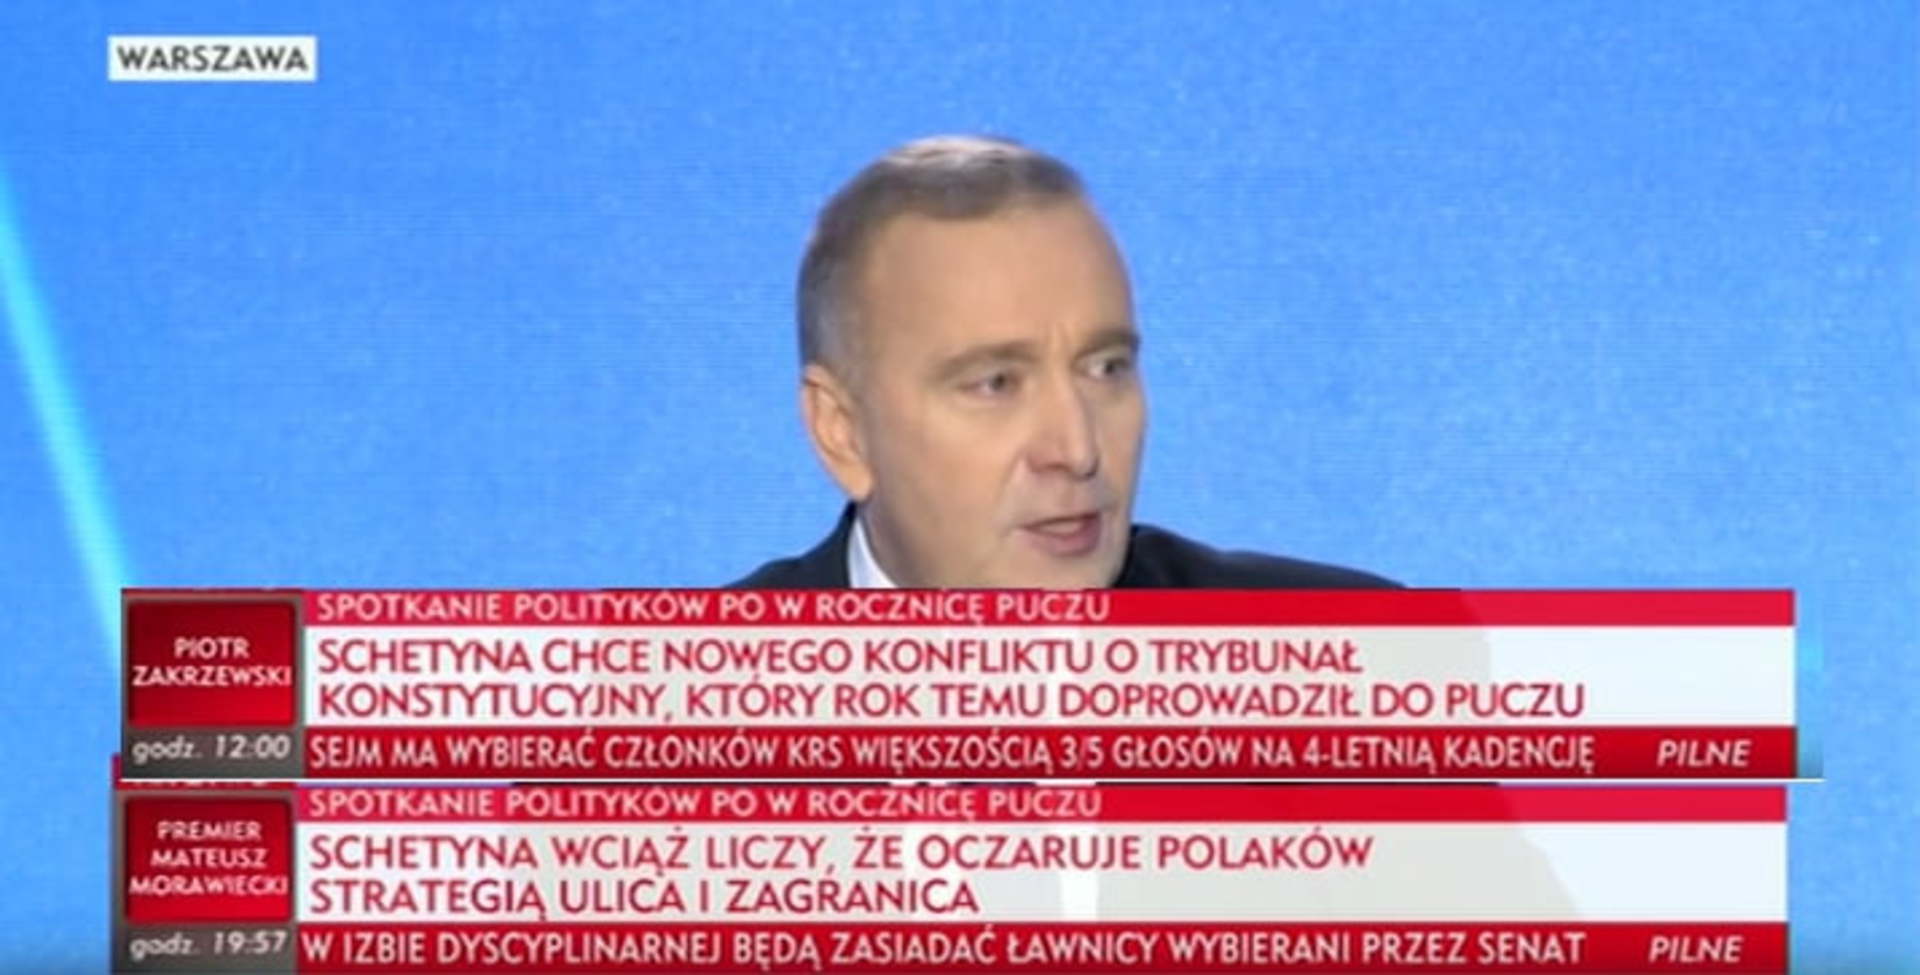 WARSZAWA
SPOTKANIE POLITYKÓW PO W ROCZNICĘ PUCZU
PIOTR
ZAKRZEWSKI
SCHETYNA CHCE NOWEGO KONFLIKTU O TRYBUNAŁ
KONSTYTUCYJNY, KTÓRY ROK TEMU DOPROWADZIŁ DO PUCZU
godz. 12:00 SEJM MA WYBIERAĆ CZŁONKÓW KRS WIĘKSZOŚCIĄ 3/5 GŁOSÓW NA 4-LETNIĄ KADENCJĘ PILNE
SPOTKANIE POLITYKÓW PO W ROCZNICĘ PUCZU
PREMIER
MATEUSZ
MORAWIECKI
SCHETYNA WCIĄŻ LICZY, ŻE OCZARUJE POLAKÓW
STRATEGIĄ ULICA I ZAGRANICA
godz. 19:57 W IZBIE DYSCYPLINARNEJ BĘDĄ ZASIADAĆ ŁAWNICY WYBIERANI PRZEZ SENAT PILNE